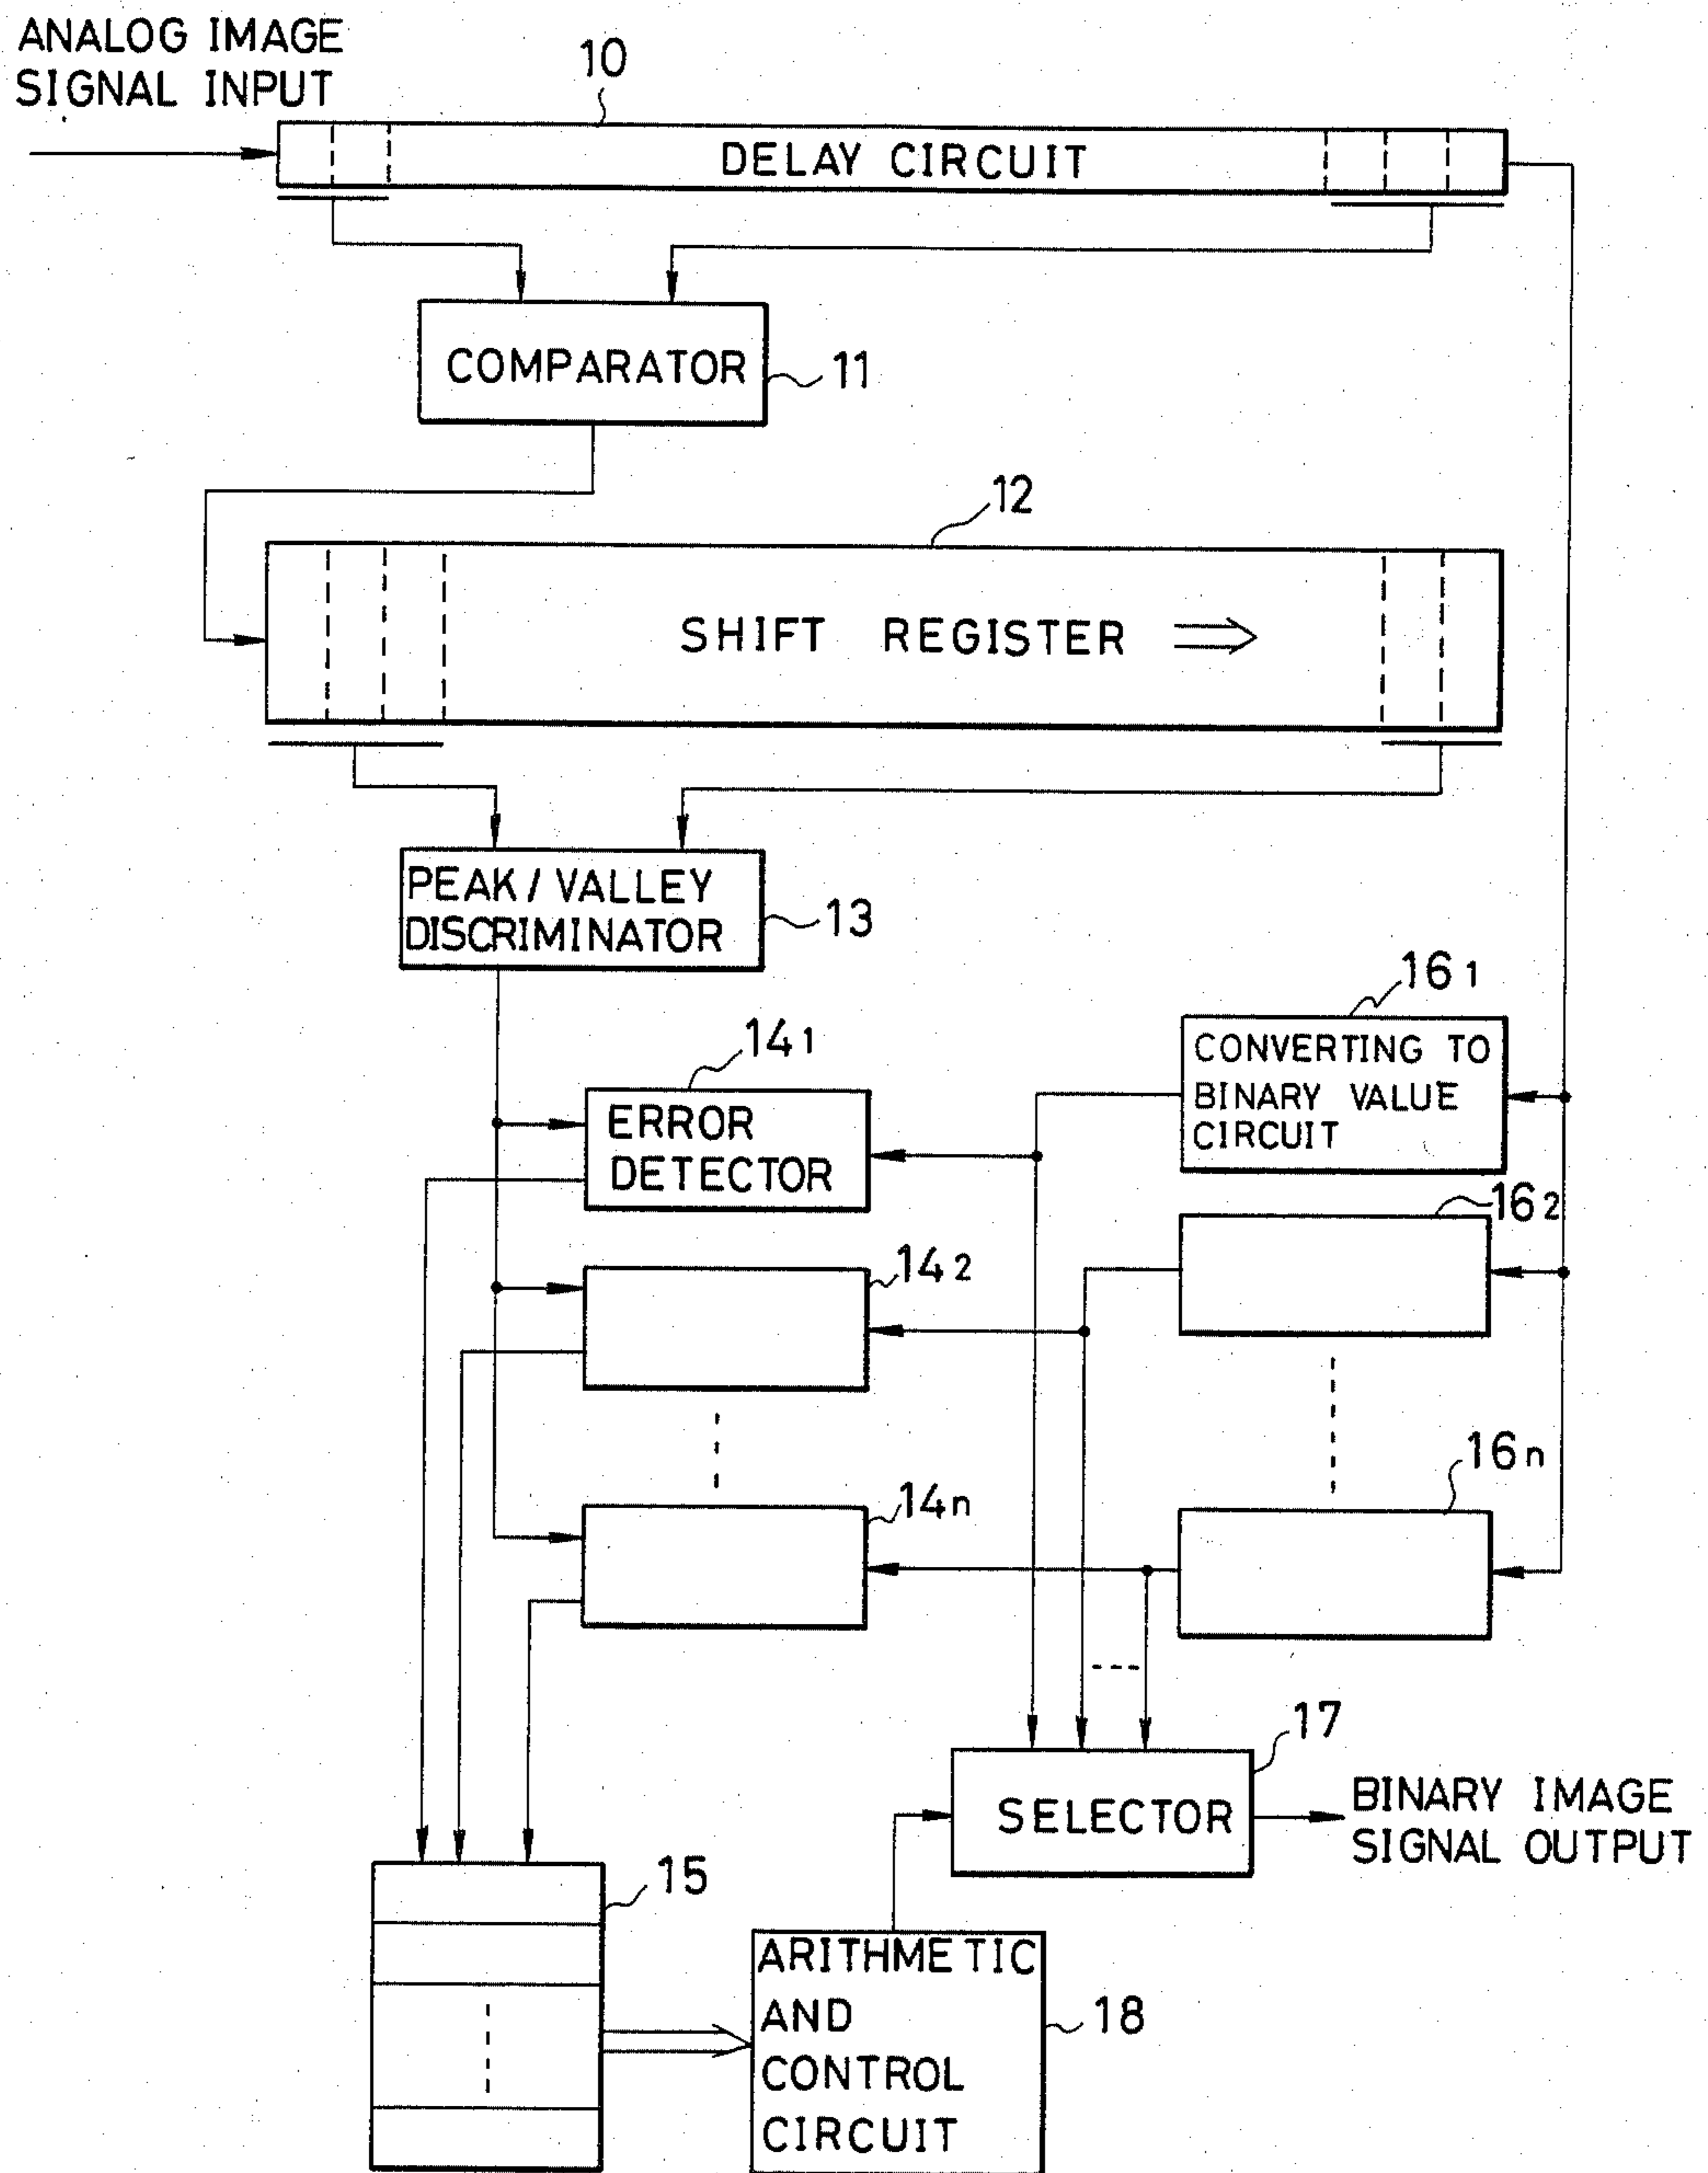 ANALOG IMAGE
SIGNAL INPUT
10
DELAY CIRCUIT
COMPARATOR
11
12
SHIFT REGISTER
PEAK/VALLEY
DISCRIMINATOR
13
16 1
CONVERTING TO
BINARY VALUE
CIRCUIT
14 1
ERROR
DETECTOR
16 2
14 2
16 n
14 n
17
SELECTOR
BINARY IMAGE
SIGNAL OUTPUT
15
ARITHMETIC
AND
CONTROL
CIRCUIT
18